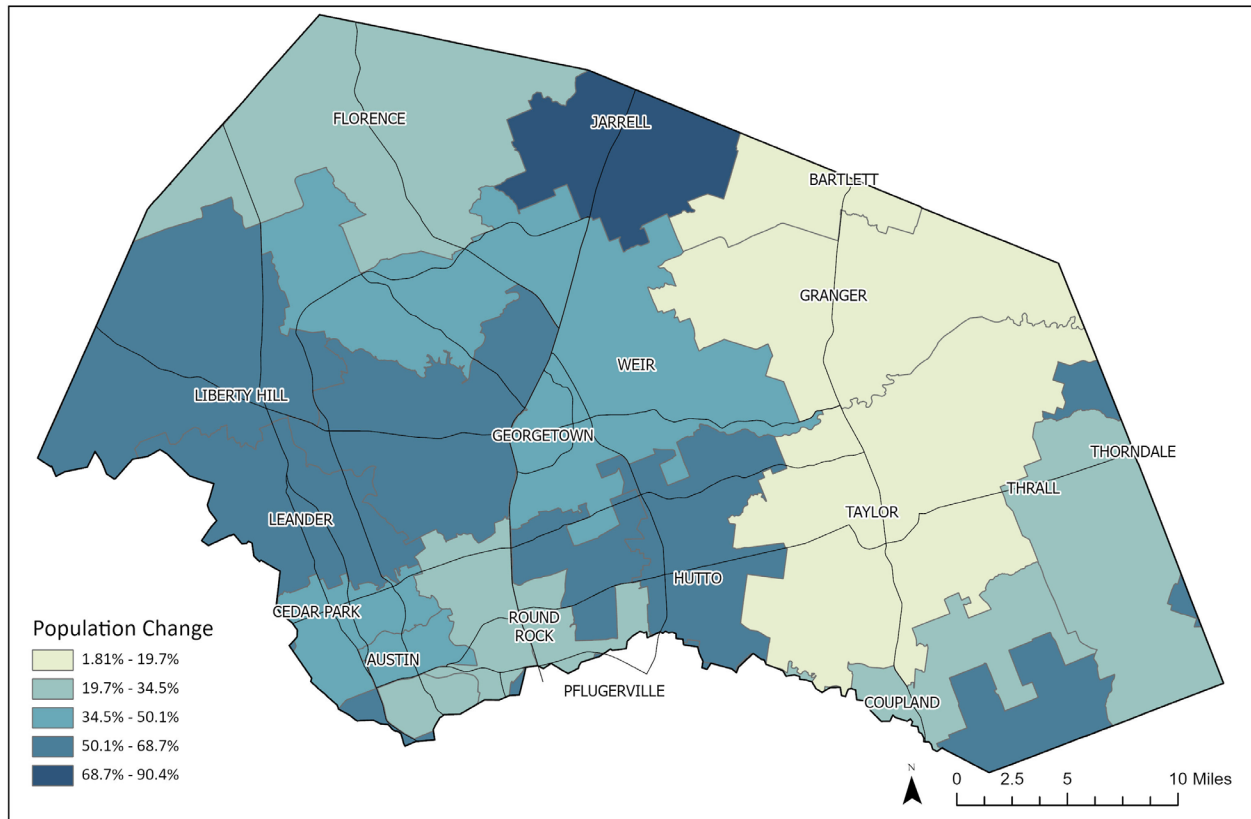 FLORENCE
JARRELL
BARTLETT
GRANGER
WEIR
LIBERTY HILL
GEORGETOWN
THORNDALE
THRALL
LEANDER
TAYLOR
HUTTO
CEDAR PARK
ROUND
ROCK
AUSTIN
PFLUGERVILLE
COUPLAND
Population Change
1.81% - 19.7%
19.7% - 34.5%
34.5% - 50.1%
50.1% - 68.7%
68.7% - 90.4%
N
0 2.5 5 10 Miles